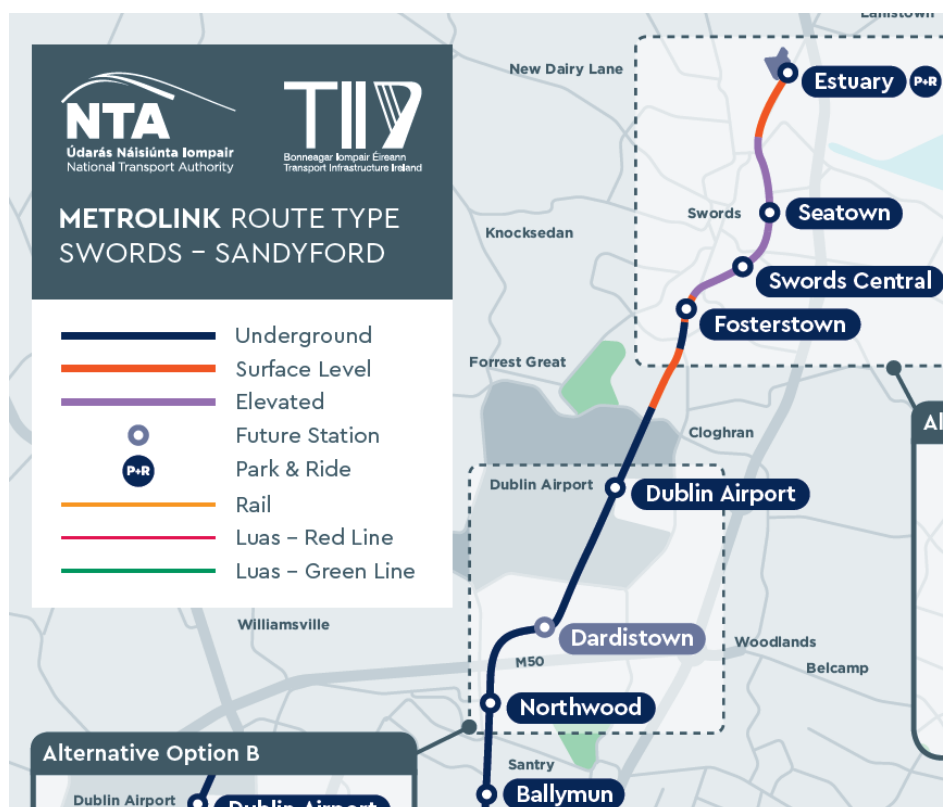 Lanistown
New Dairy Lane
Estuary P+R
NTA
Údarás Náisiúnta Iompair
National Transport Authority
TII
Bonneagar Iompair Éireann
Transport Infrastructure Ireland
METROLINK ROUTE TYPE
SWORDS – SANDYFORD
Swords
Seatown
Knocksedan
Swords Central
Fosterstown
Underground
Surface Level
Elevated
Future Station
P+R Park & Ride
Rail
Luas – Red Line
Luas – Green Line
Forrest Great
Cloghran
Al
Dublin Airport
Dublin Airport
Williamsville
Dardistown
Woodlands
M50
Belcamp
Northwood
Alternative Option B
Santry
Ballymun
Dublin Airport
Dublin Airport